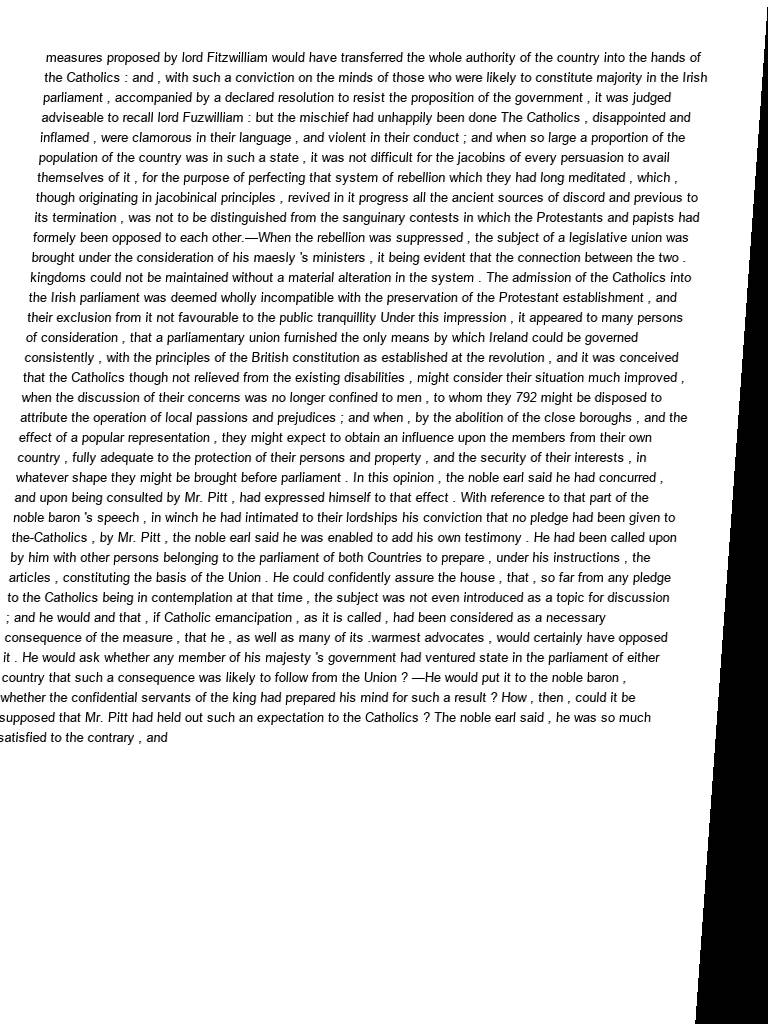 measures proposed by lord Fitzwilliam would have transferred the whole authority of the country into the hands of
the Catholics : and , with such a conviction on the minds of those who were likely to constitute majority in the Irish
parliament , accompanied by a declared resolution to resist the proposition of the government , it was judged
adviseable to recall lord Fuzwilliam : but the mischief had unhappily been done The Catholics , disappointed and
inflamed , were clamorous in their language , and violent in their conduct ; and when so large a proportion of the
population of the country was in such a state , it was not difficult for the jacobins of every persuasion to avail
themselves of it , for the purpose of perfecting that system of rebellion which they had long meditated , which ,
though originating in jacobinical principles , revived in it progress all the ancient sources of discord and previous to
its termination , was not to be distinguished from the sanguinary contests in which the Protestants and papists had
formely been opposed to each other.—When the rebellion was suppressed , the subject of a legislative union was
brought under the consideration of his maesly 's ministers , it being evident that the connection between the two .
kingdoms could not be maintained without a material alteration in the system . The admission of the Catholics into
the Irish parliament was deemed wholly incompatible with the preservation of the Protestant establishment , and
their exclusion from it not favourable to the public tranquillity Under this impression , it appeared to many persons
of consideration , that a parliamentary union furnished the only means by which Ireland could be governed
consistently , with the principles of the British constitution as established at the revolution , and it was conceived
that the Catholics though not relieved from the existing disabilities , might consider their situation much improved ,
when the discussion of their concerns was no longer confined to men , to whom they 792 might be disposed to
attribute the operation of local passions and prejudices ; and when , by the abolition of the close boroughs , and the
effect of a popular representation , they might expect to obtain an influence upon the members from their own
country , fully adequate to the protection of their persons and property , and the security of their interests , in
whatever shape they might be brought before parliament . In this opinion , the noble earl said he had concurred ,
and upon being consulted by Mr. Pitt , had expressed himself to that effect . With reference to that part of the
noble baron 's speech , in winch he had intimated to their lordships his conviction that no pledge had been given to
the-Catholics , by Mr. Pitt , the noble earl said he was enabled to add his own testimony . He had been called upon
by him with other persons belonging to the parliament of both Countries to prepare , under his instructions , the
articles , constituting the basis of the Union . He could confidently assure the house , that , so far from any pledge
to the Catholics being in contemplation at that time , the subject was not even introduced as a topic for discussion
; and he would and that , if Catholic emancipation , as it is called , had been considered as a necessary
consequence of the measure , that he , as well as many of its .warmest advocates , would certainly have opposed
it . He would ask whether any member of his majesty 's government had ventured state in the parliament of either
country that such a consequence was likely to follow from the Union ? —He would put it to the noble baron ,
whether the confidential servants of the king had prepared his mind for such a result ? How , then , could it be
supposed that Mr. Pitt had held out such an expectation to the Catholics ? The noble earl said , he was so much
satisfied to the contrary , and